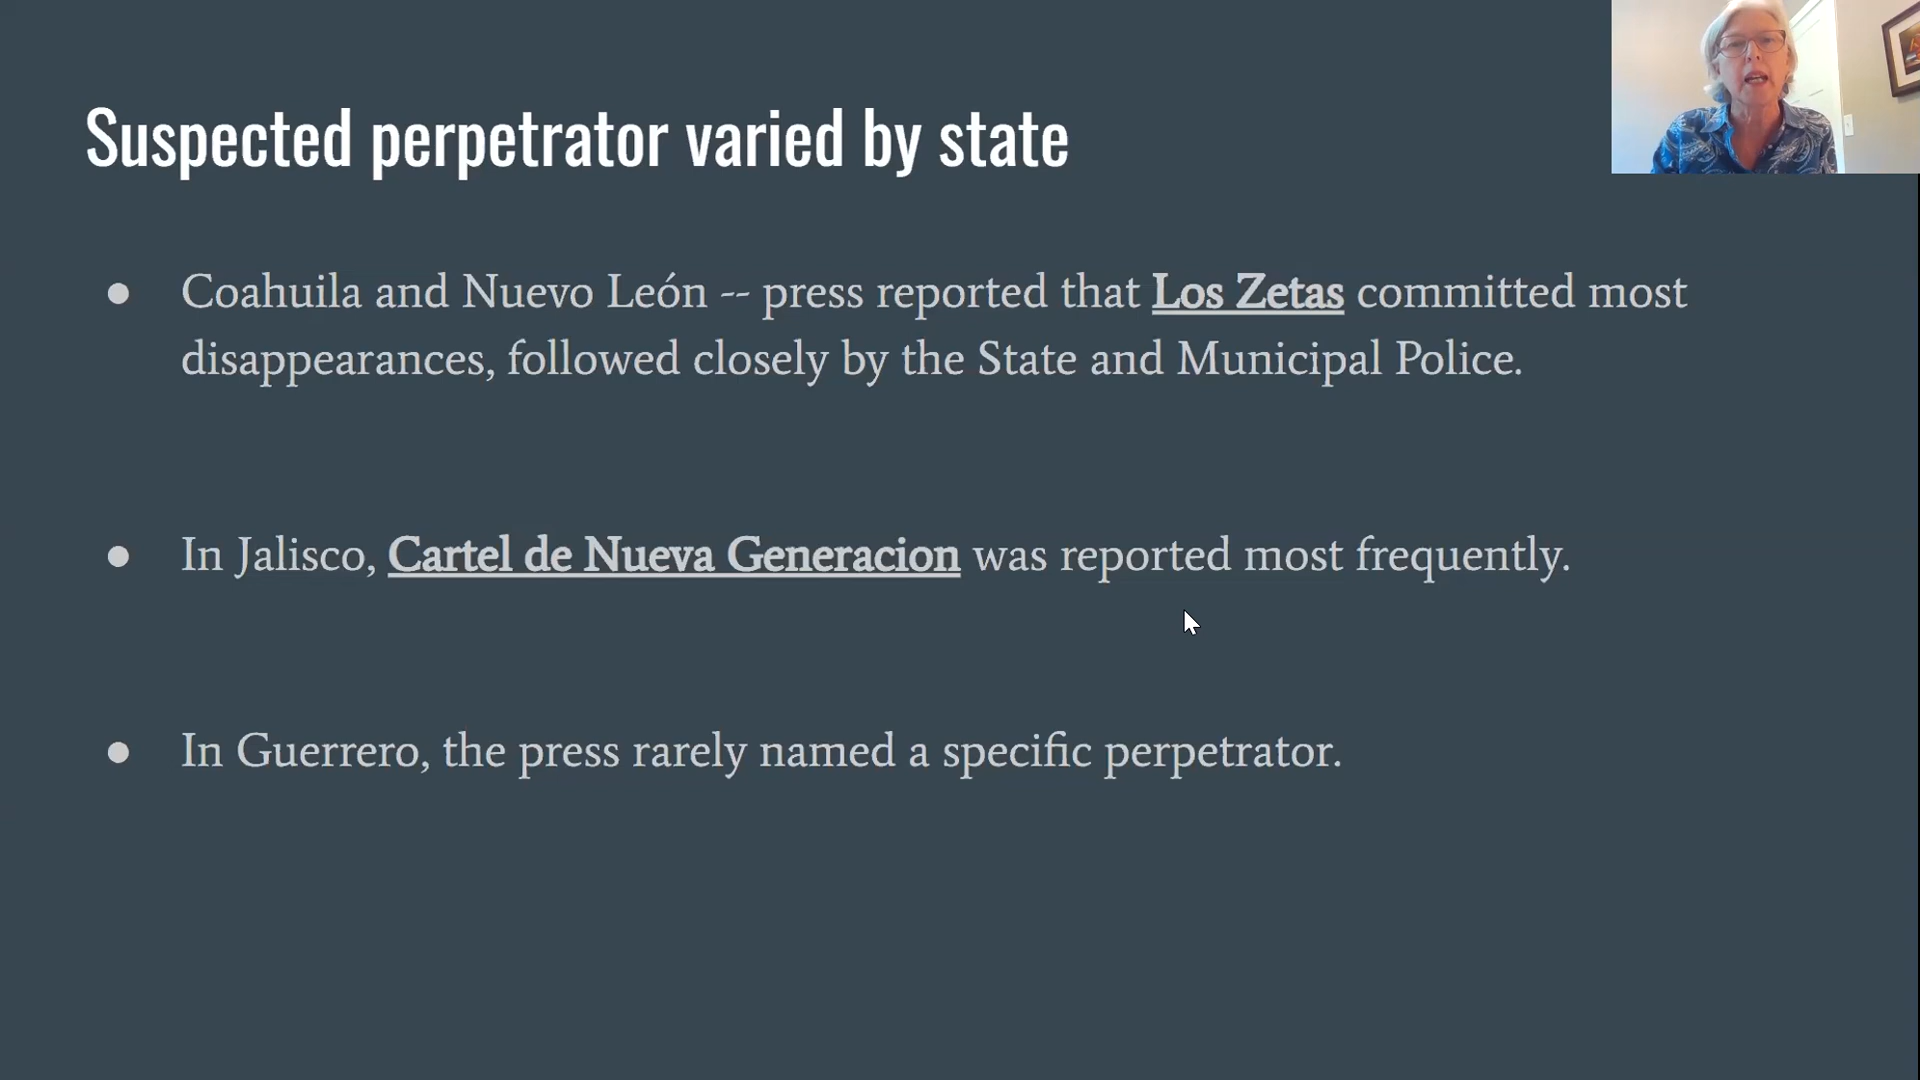 Suspected perpetrator varied by state
● Coahuila and Nuevo León -- press reported that Los Zetas committed most
disappearances, followed closely by the State and Municipal Police.
● In Jalisco, Cartel de Nueva Generacion was reported most frequently.
● In Guerrero, the press rarely named a specific perpetrator.